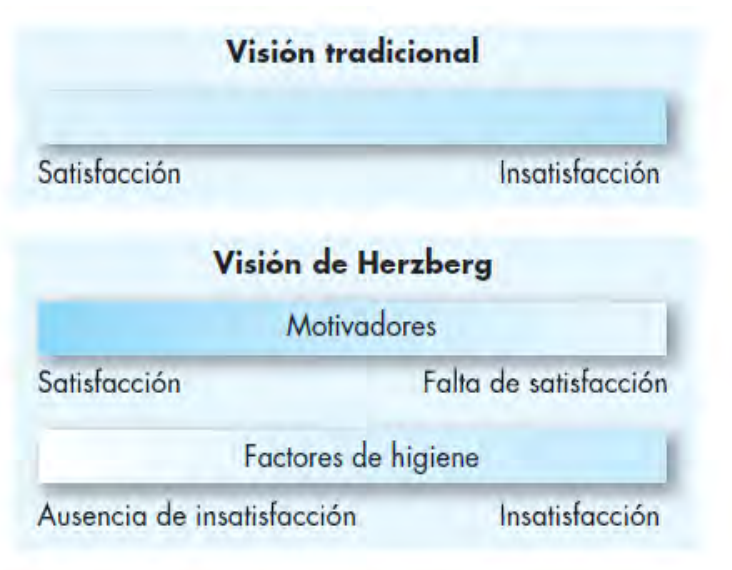 Visión tradicional
Satisfacción Insatisfacción
Visión de Herzberg
Motivadores
Satisfacción Falta de satisfacción
Factores de higiene
Ausencia de insatisfacción Insatisfacción